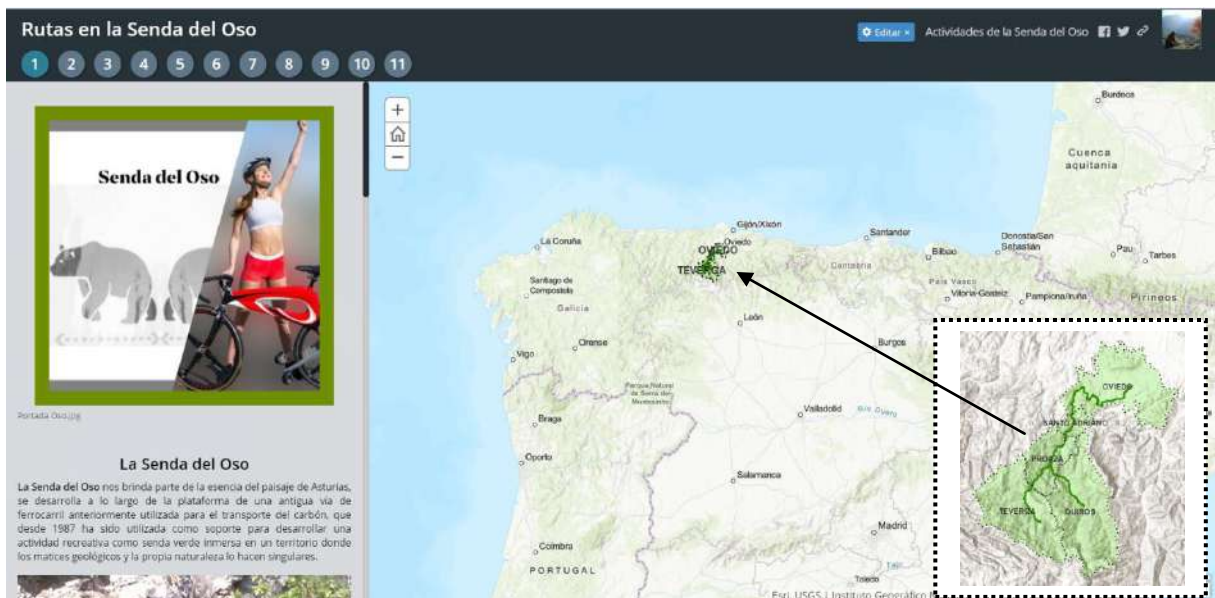 Rutas en la Senda del Oso
Editar ×
Actividades de la Senda del Oso
1 2 3 4 5 6 7 8 9 10 11
Senda del Oso
Portada Oso.jpg
La Senda del Oso
La Senda del Oso nos brinda parte de la esencia del paisaje de Asturias,
se desarrolla a lo largo de la plataforma de una antigua vía de
ferrocarril anteriormente utilizada para el transporte del carbón, que
desde 1987 ha sido utilizada como soporte para desarrollar una
actividad recreativa como senda verde inmersa en un territorio donde
los matices geológicos y la propia naturaleza lo hacen singulares.
+
−
Burdeos
Cuenca
aquitania
Gijón/Xixón
La Coruña
Oviedo
OVIEDO
Santander
Donostia/San
Sebastián
Bilbao
Pau
Tarbes
TEVERGA
Cantabria
Santiago de
Compostela
País Vasco
Vitoria-Gasteiz
Pamplona/Iruña
Pirineos
Galicia
León
Orense
Burgos
Vigo
Parque Natural
de Serra del
Braga
Valladolid
Río Duero
Oporto
Salamanca
Madrid
Coimbra
PORTUGAL
Tajo
Toledo
Esri, USGS | Instituto Geográfico
OVIEDO
SANTO ADRIANO
PROAZA
TEVERGA
QUIRÓS